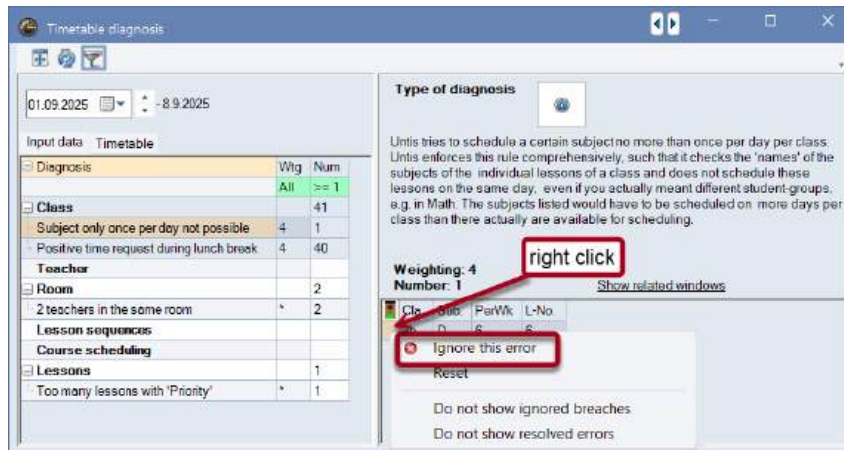 Timetable diagnosis
01.09.2025
- 8.9.2025
Input data Timetable
Diagnosis Wtg Num
All >= 1
Class 41
Subject only once per day not possible 4 1
Positive time request during lunch break 4 40
Teacher
Room 2
2 teachers in the same room * 2
Lesson sequences
Course scheduling
Lessons 1
Too many lessons with 'Priority' * 1
Type of diagnosis
Untis tries to schedule a certain subject no more than once per day per class.
Untis enforces this rule comprehensively, such that it checks the 'names' of the
subjects of the individual lessons of a class and does not schedule these
lessons on the same day, even if you actually meant different student-groups,
e.g. in Math. The subjects listed would have to be scheduled on more days per
class than there actually are available for scheduling.
right click
Weighting: 4
Number: 1
Show related windows
Cla. Sub. PerWk L-No.
Ignore this error
Reset
Do not show ignored breaches
Do not show resolved errors